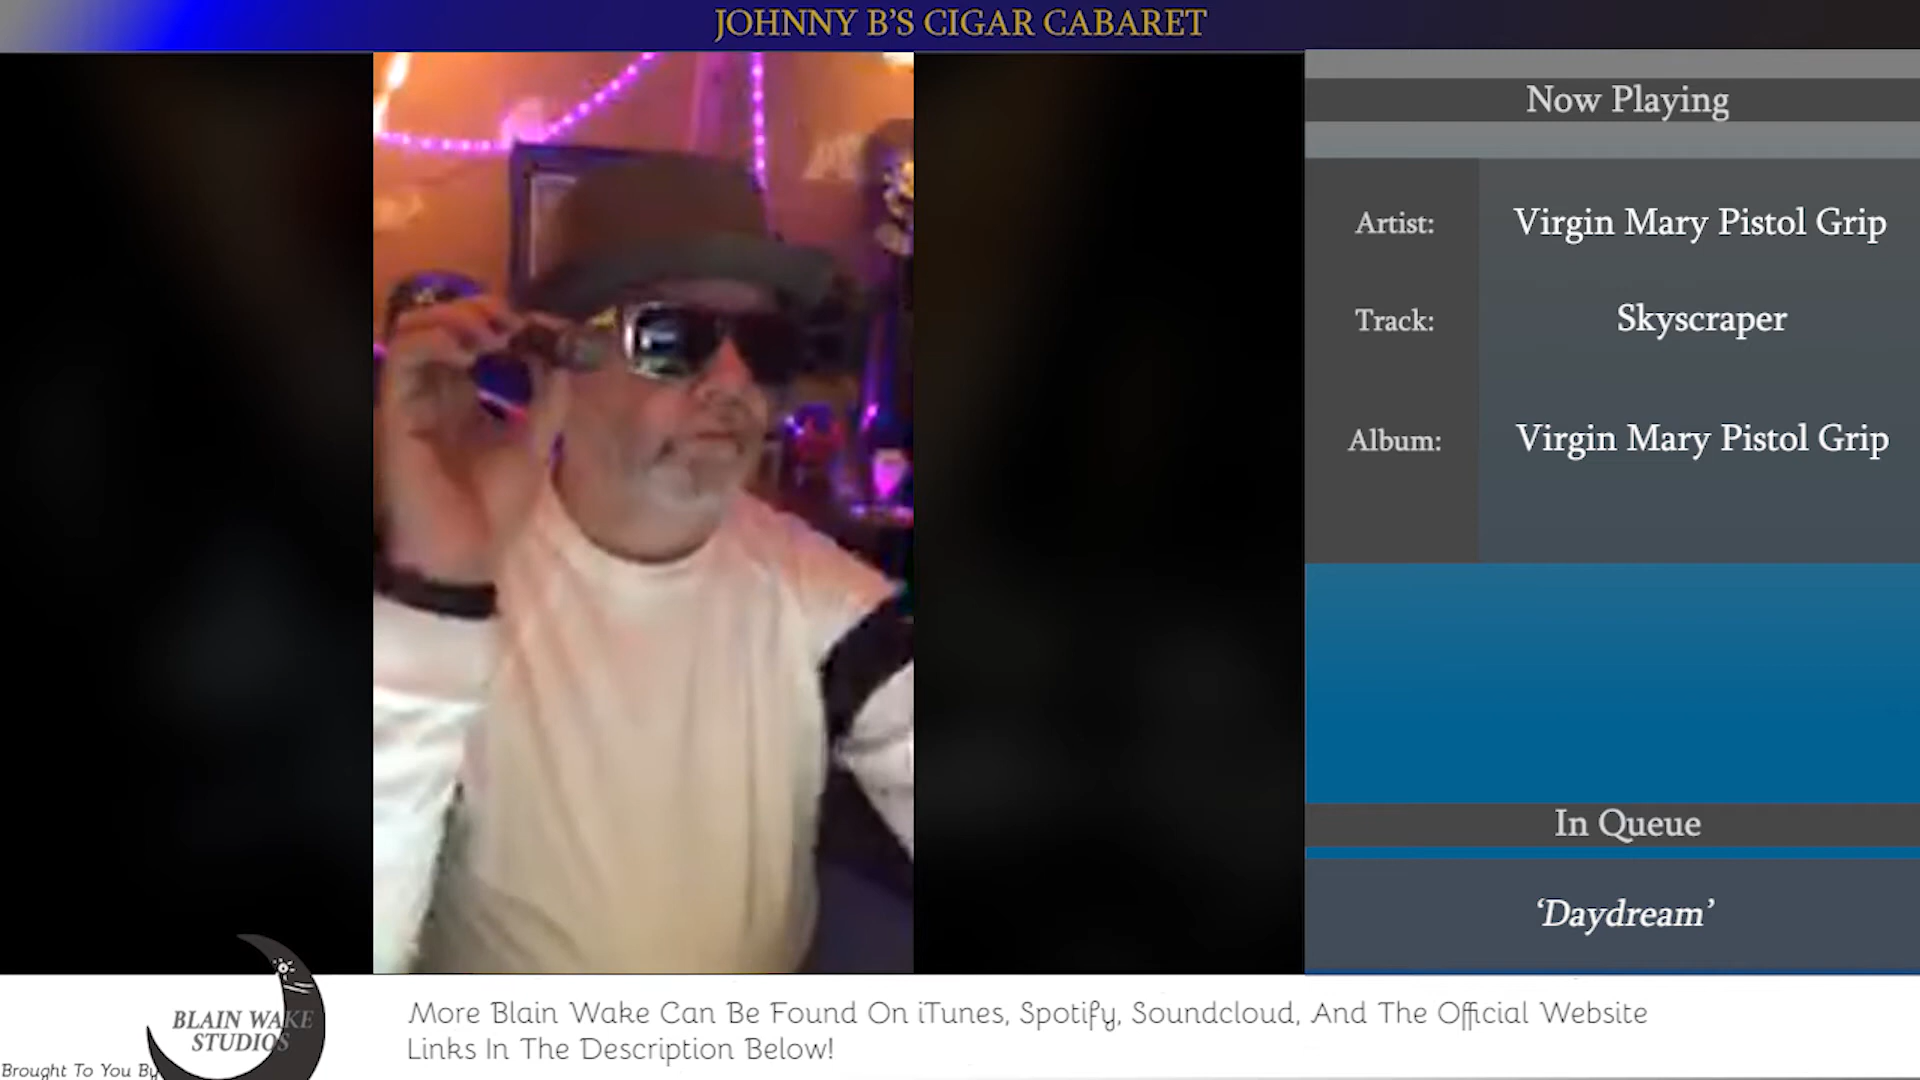 JOHNNY B'S CIGAR CABARET
Now Playing
Artist: Virgin Mary Pistol Grip
Track: Skyscraper
Album: Virgin Mary Pistol Grip
In Queue
‘Daydream’
BLAIN WAKE
STUDIOS
Brought To You By
More Blain Wake Can Be Found On iTunes, Spotify, Soundcloud, And The Official Website
Links In The Description Below!